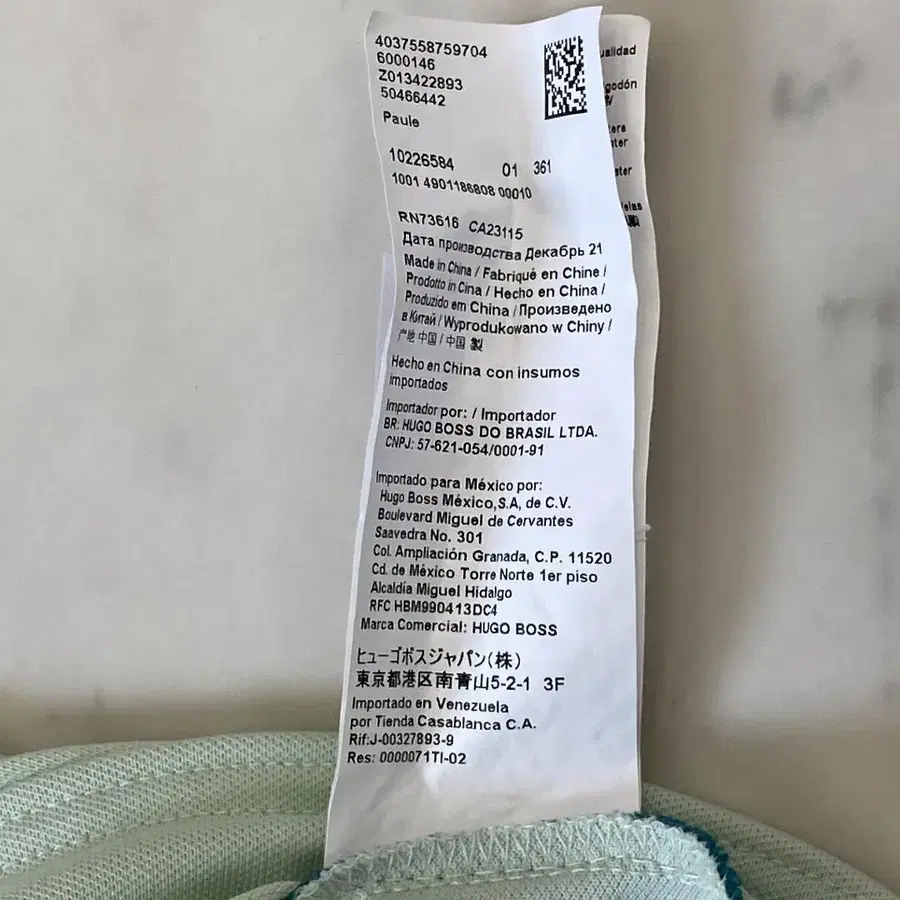 4037558759704
6000146
Z013422893
50466442
Paule
10226584 01 361
1001 4901186808 00010
RN73616 CA23115
Дата производства Декабрь 21
Made in China / Fabriqué en Chine /
Prodotto in Cina / Hecho en China /
Produzido em China / Произведено
в Китай / Wyprodukowano w Chiny /
产地 中国 / 中国 製
Hecho en China con insumos
importados
Importador por: / Importador
BR: HUGO BOSS DO BRASIL LTDA.
CNPJ: 57-621-054/0001-91
Importado para México por:
Hugo Boss México,S.A, de C.V.
Boulevard Miguel de Cervantes
Saavedra No. 301
Col. Ampliación Granada, C.P. 11520
Cd. de México Torre Norte 1er piso
Alcaldía Miguel Hidalgo
RFC HBM990413DC4
Marca Comercial: HUGO BOSS
ヒューゴボスジャパン(株)
東京都港区南青山5-2-1 3F
Importado en Venezuela
por Tienda Casablanca C.A.
Rif:J-00327893-9
Res: 0000071TI-02